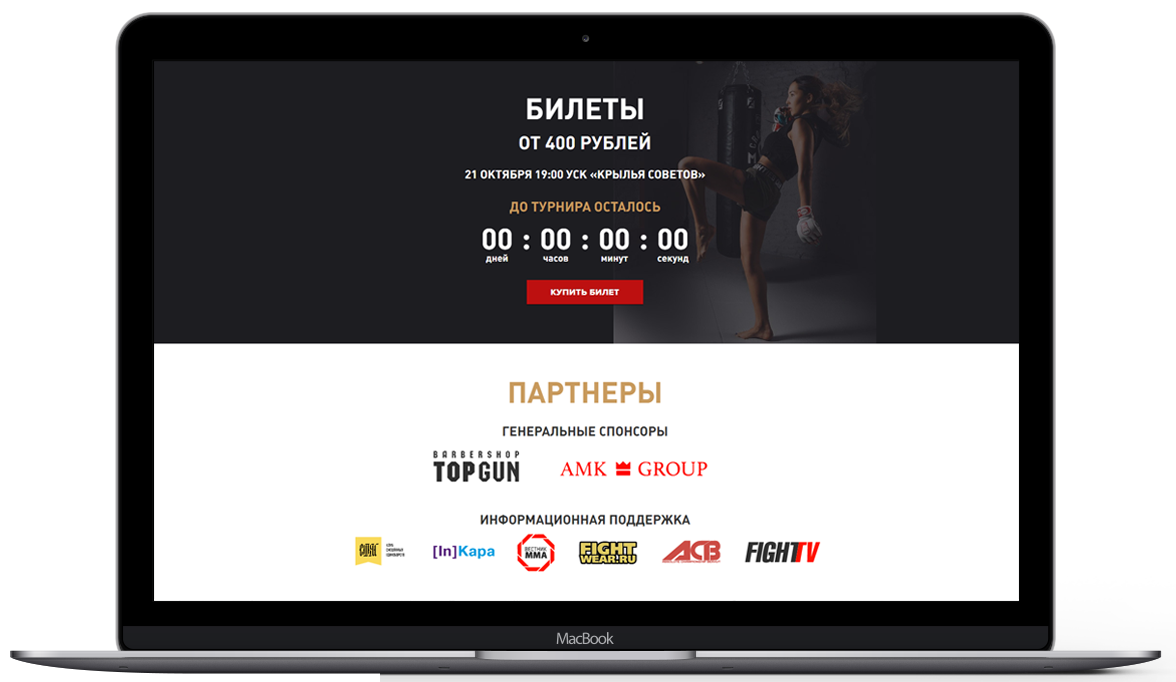 БИЛЕТЫ
ОТ 400 РУБЛЕЙ
21 ОКТЯБРЯ 19:00 УСК «КРЫЛЬЯ СОВЕТОВ»
ДО ТУРНИРА ОСТАЛОСЬ
00 : 00 : 00 : 00
дней часов минут секунд
КУПИТЬ БИЛЕТ
ПАРТНЕРЫ
ГЕНЕРАЛЬНЫЕ СПОНСОРЫ
BARBERSHOP
TOPGUN
AMK GROUP
ИНФОРМАЦИОННАЯ ПОДДЕРЖКА
[In]Кара
ВЕСТНИК
MMA
FIGHT
WEAR.RU
ACB
FIGHTTV
MacBook